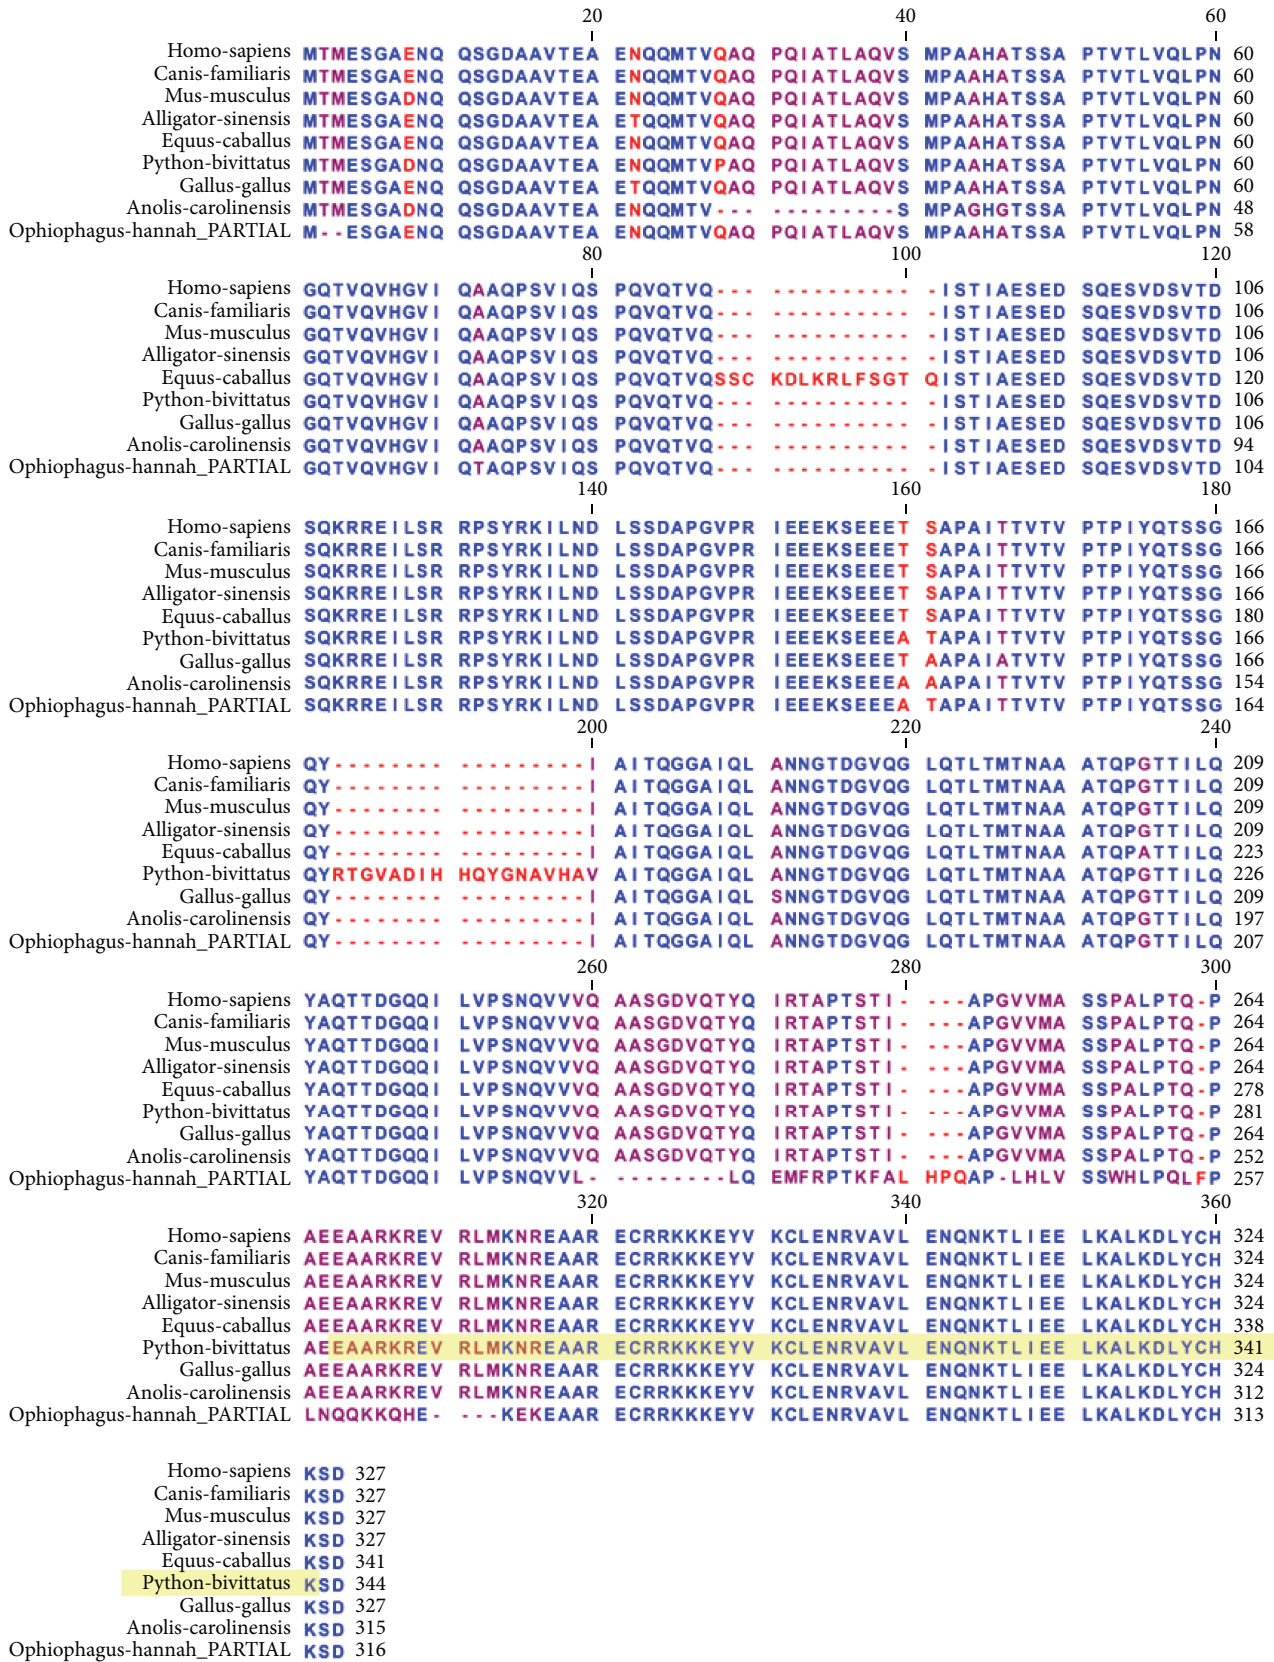 20 40 60
Homo-sapiens MTMESGAENQ QSGDAAVTEA ENQQMTVQAQ PQIATLAQVS MPAAHATSSA PTVTLVQLPN 60
Canis-familiaris MTMESGAENQ QSGDAAVTEA ENQQMTVQAQ PQIATLAQVS MPAAHATSSA PTVTLVQLPN 60
Mus-musculus MTMESGADNQ QSGDAAVTEA ENQQMTVQAQ PQIATLAQVS MPAAHATSSA PTVTLVQLPN 60
Alligator-sinensis MTMESGAENQ QSGDAAVTEA ETQQMTVQAQ PQIATLAQVS MPAAHATSSA PTVTLVQLPN 60
Equus-caballus MTMESGAENQ QSGDAAVTEA ENQQMTVQAQ PQIATLAQVS MPAAHATSSA PTVTLVQLPN 60
Python-bivittatus MTMESGADNQ QSGDAAVTEA ENQQMTVPAQ PQIATLAQVS MPAAHATSSA PTVTLVQLPN 60
Gallus-gallus MTMESGAENQ QSGDAAVTEA ETQQMTVQAQ PQIATLAQVS MPAAHATSSA PTVTLVQLPN 60
Anolis-carolinensis MTMESGADNQ QSGDAAVTEA ENQQMTV--- ---------S MPAGHGTSSA PTVTLVQLPN 48
Ophiophagus-hannah_PARTIAL M--ESGAENQ QSGDAAVTEA ENQQMTVQAQ PQIATLAQVS MPAAHATSSA PTVTLVQLPN 58
80 100 120
Homo-sapiens GQTVQVHGVI QAAQPSVIQS PQVQTVQ--- ---------- -ISTIAESED SQESVDSVTD 106
Canis-familiaris GQTVQVHGVI QAAQPSVIQS PQVQTVQ--- ---------- -ISTIAESED SQESVDSVTD 106
Mus-musculus GQTVQVHGVI QAAQPSVIQS PQVQTVQ--- ---------- -ISTIAESED SQESVDSVTD 106
Alligator-sinensis GQTVQVHGVI QAAQPSVIQS PQVQTVQ--- ---------- -ISTIAESED SQESVDSVTD 106
Equus-caballus GQTVQVHGVI QAAQPSVIQS PQVQTVQSSC KDLKRLFSGT QISTIAESED SQESVDSVTD 120
Python-bivittatus GQTVQVHGVI QAAQPSVIQS PQVQTVQ--- ---------- -ISTIAESED SQESVDSVTD 106
Gallus-gallus GQTVQVHGVI QAAQPSVIQS PQVQTVQ--- ---------- -ISTIAESED SQESVDSVTD 106
Anolis-carolinensis GQTVQVHGVI QAAQPSVIQS PQVQTVQ--- ---------- -ISTIAESED SQESVDSVTD 94
Ophiophagus-hannah_PARTIAL GQTVQVHGVI QTAQPSVIQS PQVQTVQ--- ---------- -ISTIAESED SQESVDSVTD 104
140 160 180
Homo-sapiens SQKRREILSR RPSYRKILND LSSDAPGVPR IEEEKSEEET SAPAITTVTV PTPIYQTSSG 166
Canis-familiaris SQKRREILSR RPSYRKILND LSSDAPGVPR IEEEKSEEET SAPAITTVTV PTPIYQTSSG 166
Mus-musculus SQKRREILSR RPSYRKILND LSSDAPGVPR IEEEKSEEET SAPAITTVTV PTPIYQTSSG 166
Alligator-sinensis SQKRREILSR RPSYRKILND LSSDAPGVPR IEEEKSEEET SAPAITTVTV PTPIYQTSSG 166
Equus-caballus SQKRREILSR RPSYRKILND LSSDAPGVPR IEEEKSEEET SAPAITTVTV PTPIYQTSSG 180
Python-bivittatus SQKRREILSR RPSYRKILND LSSDAPGVPR IEEEKSEEEA TAPAITTVTV PTPIYQTSSG 166
Gallus-gallus SQKRREILSR RPSYRKILND LSSDAPGVPR IEEEKSEEET AAPAIATVTV PTPIYQTSSG 166
Anolis-carolinensis SQKRREILSR RPSYRKILND LSSDAPGVPR IEEEKSEEEA AAPAITTVTV PTPIYQTSSG 154
Ophiophagus-hannah_PARTIAL SQKRREILSR RPSYRKILND LSSDAPGVPR IEEEKSEEEA TAPAITTVTV PTPIYQTSSG 164
200 220 240
Homo-sapiens QY-------- ---------I AITQGGAIQL ANNGTDGVQG LQTLTMTNAA ATQPGTTILQ 209
Canis-familiaris QY-------- ---------I AITQGGAIQL ANNGTDGVQG LQTLTMTNAA ATQPGTTILQ 209
Mus-musculus QY-------- ---------I AITQGGAIQL ANNGTDGVQG LQTLTMTNAA ATQPGTTILQ 209
Alligator-sinensis QY-------- ---------I AITQGGAIQL ANNGTDGVQG LQTLTMTNAA ATQPGTTILQ 209
Equus-caballus QY-------- ---------I AITQGGAIQL ANNGTDGVQG LQTLTMTNAA ATQPATTILQ 223
Python-bivittatus QYRTGVADIH HQYGNAVHAV AITQGGAIQL ANNGTDGVQG LQTLTMTNAA ATQPGTTILQ 226
Gallus-gallus QY-------- ---------I AITQGGAIQL SNNGTDGVQG LQTLTMTNAA ATQPGTTILQ 209
Anolis-carolinensis QY-------- ---------I AITQGGAIQL ANNGTDGVQG LQTLTMTNAA ATQPGTTILQ 197
Ophiophagus-hannah_PARTIAL QY-------- ---------I AITQGGAIQL ANNGTDGVQG LQTLTMTNAA ATQPGTTILQ 207
260 280 300
Homo-sapiens YAQTTDGQQI LVPSNQVVVQ AASGDVQTYQ IRTAPTSTI- ---APGVVMA SSPALPTQ-P 264
Canis-familiaris YAQTTDGQQI LVPSNQVVVQ AASGDVQTYQ IRTAPTSTI- ---APGVVMA SSPALPTQ-P 264
Mus-musculus YAQTTDGQQI LVPSNQVVVQ AASGDVQTYQ IRTAPTSTI- ---APGVVMA SSPALPTQ-P 264
Alligator-sinensis YAQTTDGQQI LVPSNQVVVQ AASGDVQTYQ IRTAPTSTI- ---APGVVMA SSPALPTQ-P 264
Equus-caballus YAQTTDGQQI LVPSNQVVVQ AASGDVQTYQ IRTAPTSTI- ---APGVVMA SSPALPTQ-P 278
Python-bivittatus YAQTTDGQQI LVPSNQVVVQ AASGDVQTYQ IRTAPTSTI- ---APGVVMA SSPALPTQ-P 281
Gallus-gallus YAQTTDGQQI LVPSNQVVVQ AASGDVQTYQ IRTAPTSTI- ---APGVVMA SSPALPTQ-P 264
Anolis-carolinensis YAQTTDGQQI LVPSNQVVVQ AASGDVQTYQ IRTAPTSTI- ---APGVVMA SSPALPTQ-P 252
Ophiophagus-hannah_PARTIAL YAQTTDGQQI LVPSNQVVL- --------LQ EMFRPTKFAL HPQAP-LHLV SSWHLPQLFP 257
320 340 360
Homo-sapiens AEEAARKREV RLMKNREAAR ECRRKKKEYV KCLENRVAVL ENQNKTLIEE LKALKDLYCH 324
Canis-familiaris AEEAARKREV RLMKNREAAR ECRRKKKEYV KCLENRVAVL ENQNKTLIEE LKALKDLYCH 324
Mus-musculus AEEAARKREV RLMKNREAAR ECRRKKKEYV KCLENRVAVL ENQNKTLIEE LKALKDLYCH 324
Alligator-sinensis AEEAARKREV RLMKNREAAR ECRRKKKEYV KCLENRVAVL ENQNKTLIEE LKALKDLYCH 324
Equus-caballus AEEAARKREV RLMKNREAAR ECRRKKKEYV KCLENRVAVL ENQNKTLIEE LKALKDLYCH 338
Python-bivittatus AEEAARKREV RLMKNREAAR ECRRKKKEYV KCLENRVAVL ENQNKTLIEE LKALKDLYCH 341
Gallus-gallus AEEAARKREV RLMKNREAAR ECRRKKKEYV KCLENRVAVL ENQNKTLIEE LKALKDLYCH 324
Anolis-carolinensis AEEAARKREV RLMKNREAAR ECRRKKKEYV KCLENRVAVL ENQNKTLIEE LKALKDLYCH 312
Ophiophagus-hannah_PARTIAL LNQQKKQHE- ---KEKEAAR ECRRKKKEYV KCLENRVAVL ENQNKTLIEE LKALKDLYCH 313
Homo-sapiens KSD 327
Canis-familiaris KSD 327
Mus-musculus KSD 327
Alligator-sinensis KSD 327
Equus-caballus KSD 341
Python-bivittatus KSD 344
Gallus-gallus KSD 327
Anolis-carolinensis KSD 315
Ophiophagus-hannah_PARTIAL KSD 316